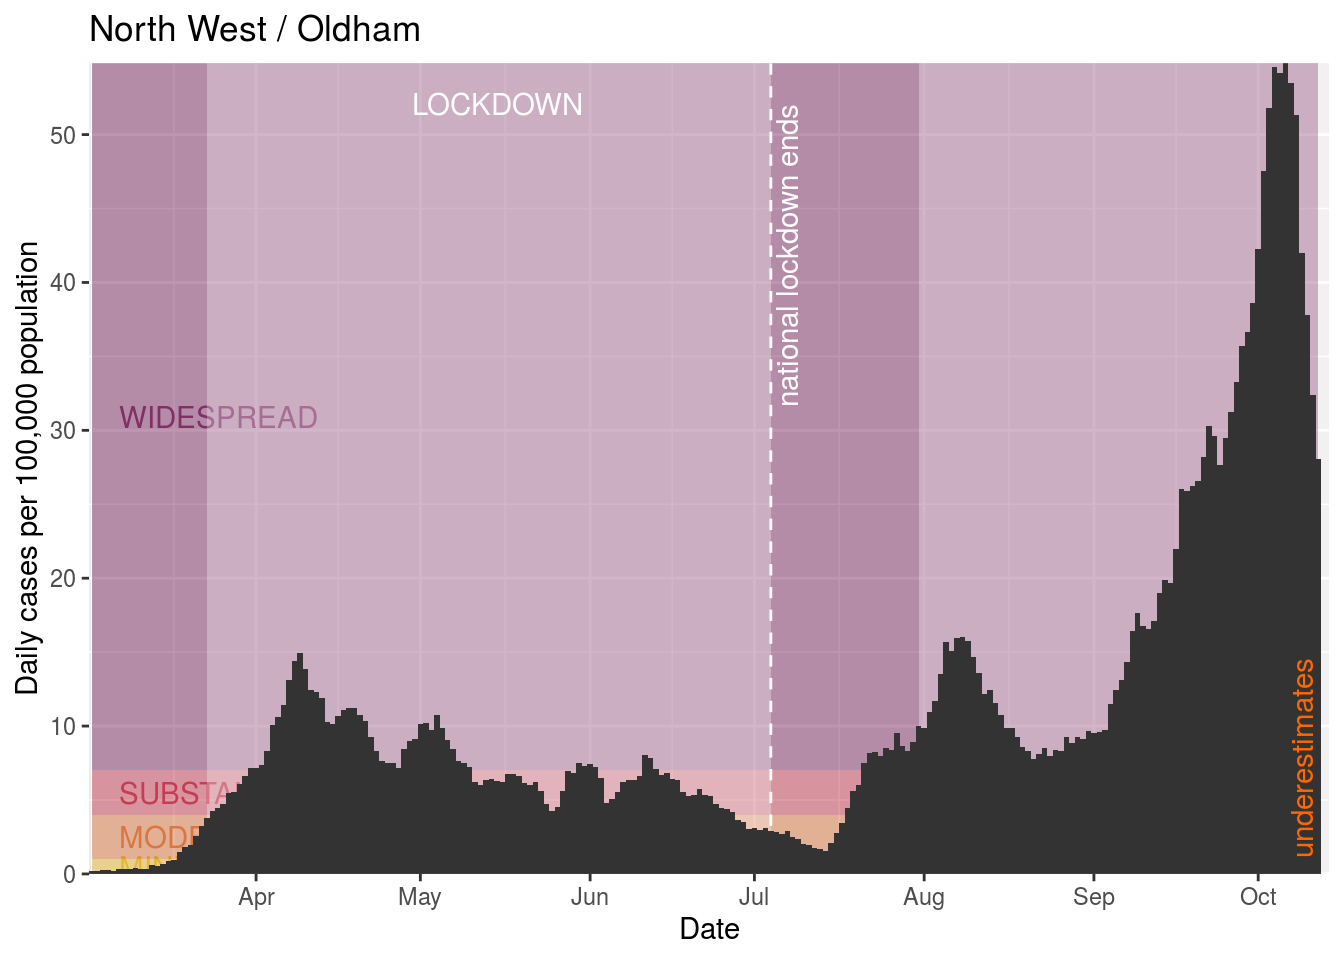 North West / Oldham
LOCKDOWN
national lockdown ends
WIDESPREAD
SUBSTA
MODE
MIN
underestimates
Daily cases per 100,000 population
50
40
30
20
10
0
Apr
May
Jun
Jul
Aug
Sep
Oct
Date